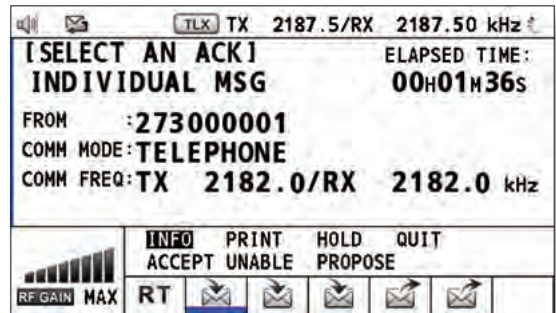 TLX TX 2187.5/RX 2187.50 kHz
[SELECT AN ACK] ELAPSED TIME:
INDIVIDUAL MSG 00H01M36S
FROM :273000001
COMM MODE:TELEPHONE
COMM FREQ:TX 2182.0/RX 2182.0 kHz
INFO PRINT HOLD QUIT
ACCEPT UNABLE PROPOSE
RF GAIN MAX RT